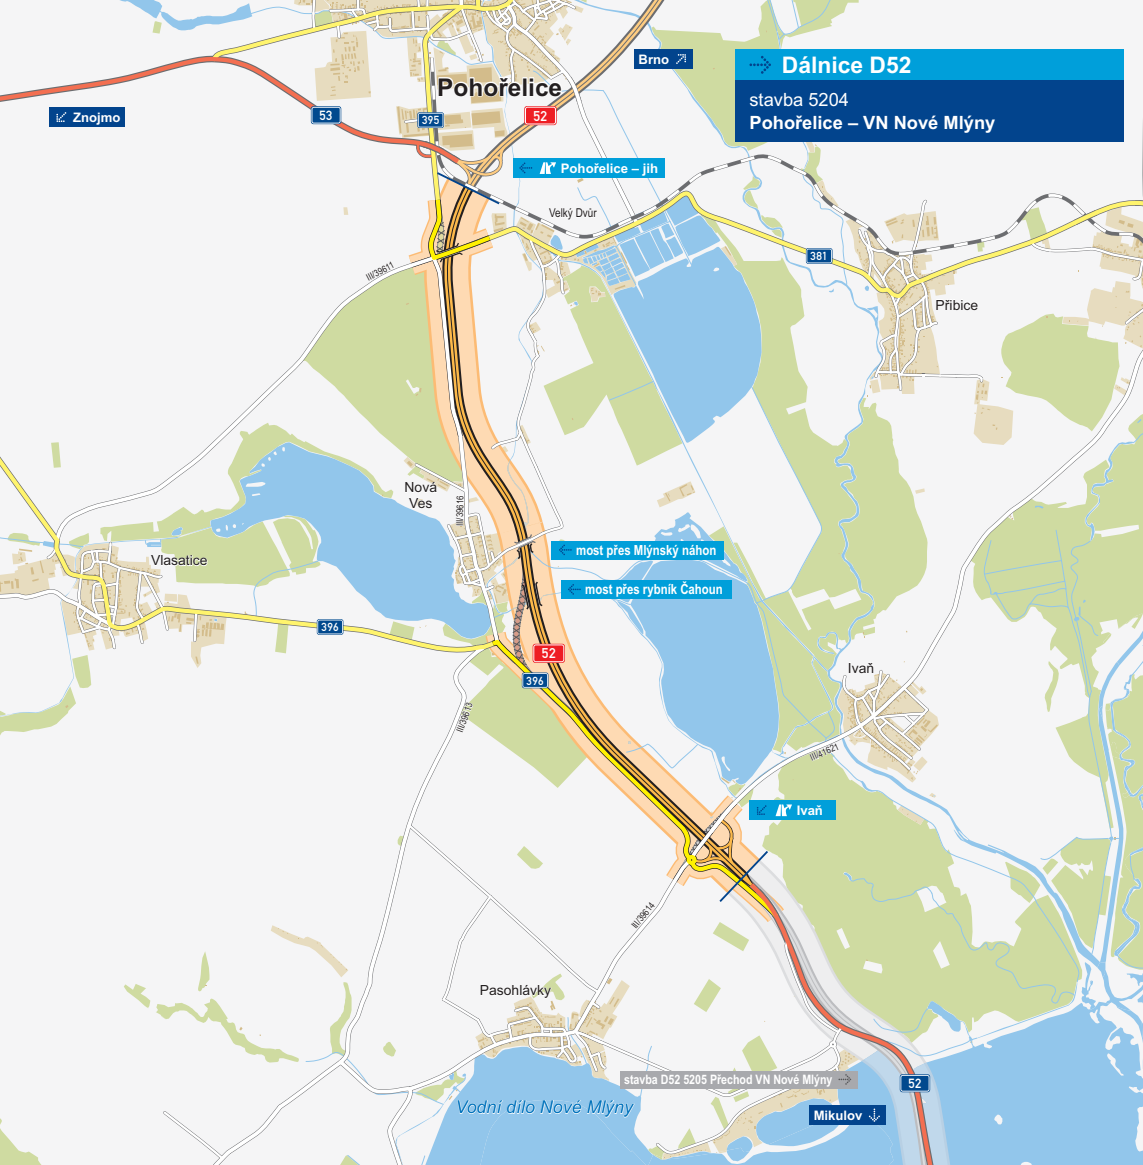 Brno
Dálnice D52
stavba 5204
Pohořelice – VN Nové Mlýny
Pohořelice
Znojmo
53
395
52
Pohořelice – jih
Velký Dvůr
381
III/39611
Přibice
Nová
Ves
III/39616
most přes Mlýnský náhon
Vlasatice
most přes rybník Čahoun
396
52
396
Ivaň
III/39613
III/41621
Ivaň
III/39614
Pasohlávky
stavba D52 5205 Přechod VN Nové Mlýny
52
Vodní dílo Nové Mlýny
Mikulov